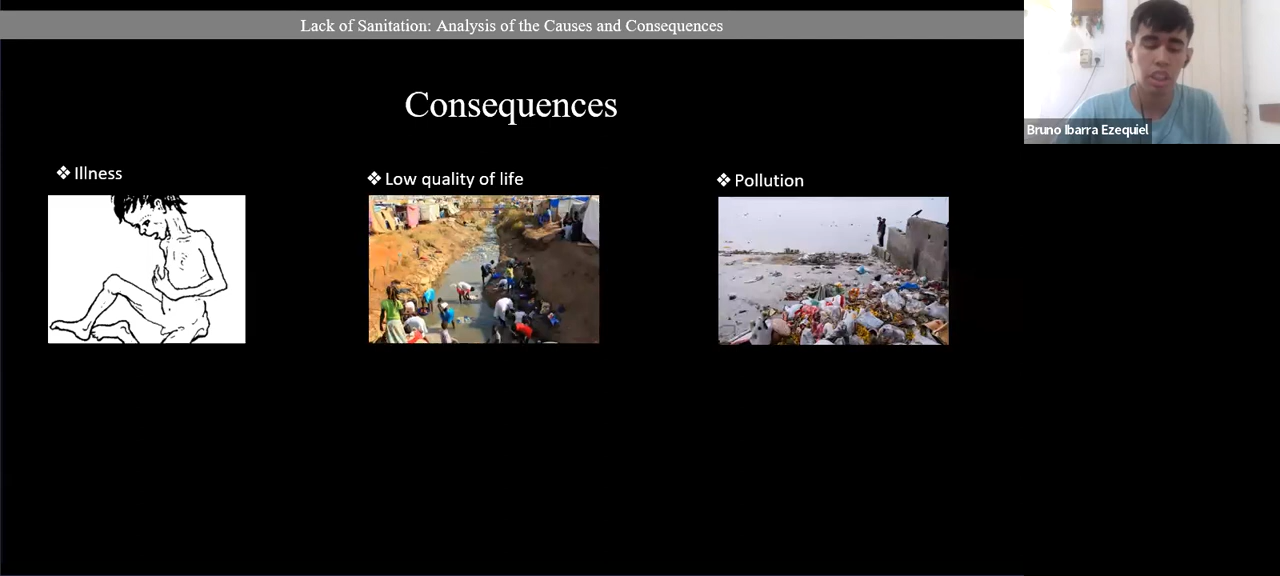 Lack of Sanitation: Analysis of the Causes and Consequences
Consequences
❖ Illness
❖ Low quality of life
❖ Pollution
Bruno Ibarra Ezequiel